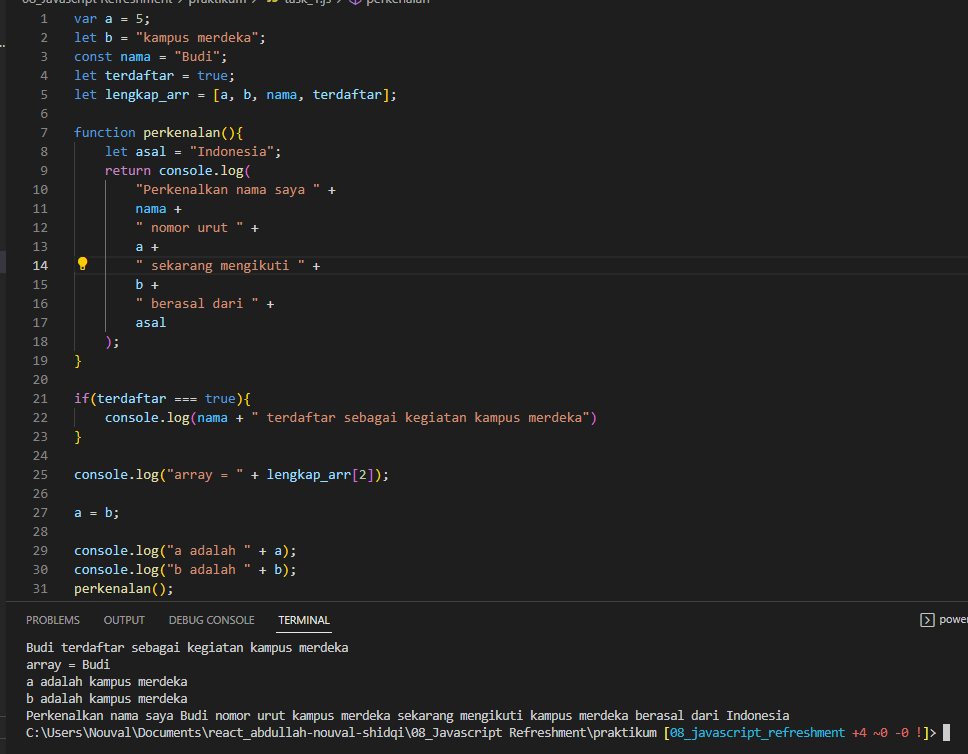 08_Javascript Refreshment > praktikum > JS task_1.js > perkenalan
1 var a = 5;
2 let b = "kampus merdeka";
3 const nama = "Budi";
4 let terdaftar = true;
5 let lengkap_arr = [a, b, nama, terdaftar];
6
7 function perkenalan(){
8 let asal = "Indonesia";
9 return console.log(
10 "Perkenalkan nama saya " +
11 nama +
12 " nomor urut " +
13 a +
14 " sekarang mengikuti " +
15 b +
16 " berasal dari " +
17 asal
18 );
19 }
20
21 if(terdaftar === true){
22 console.log(nama + " terdaftar sebagai kegiatan kampus merdeka")
23 }
24
25 console.log("array = " + lengkap_arr[2]);
26
27 a = b;
28
29 console.log("a adalah " + a);
30 console.log("b adalah " + b);
31 perkenalan();
PROBLEMS OUTPUT DEBUG CONSOLE TERMINAL power
Budi terdaftar sebagai kegiatan kampus merdeka
array = Budi
a adalah kampus merdeka
b adalah kampus merdeka
Perkenalkan nama saya Budi nomor urut kampus merdeka sekarang mengikuti kampus merdeka berasal dari Indonesia
C:\Users\Nouval\Documents\react_abdullah-nouval-shidqi\08_Javascript Refreshment\praktikum [08_javascript_refreshment +4 ~0 -0 !]>